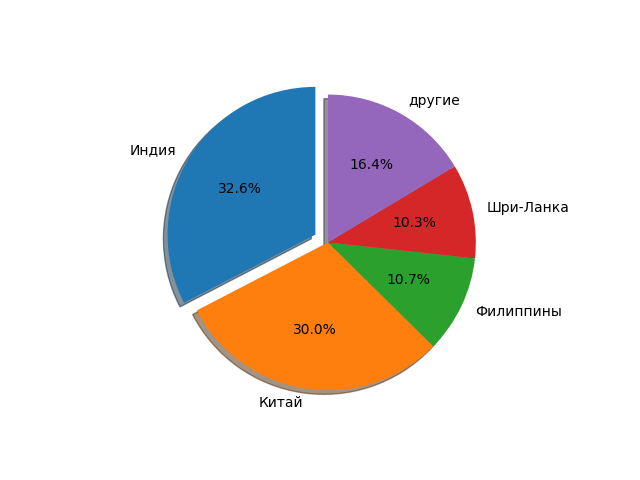 другие
Индия
16.4%
32.6%
Шри-Ланка
10.3%
10.7%
Филиппины
30.0%
Китай